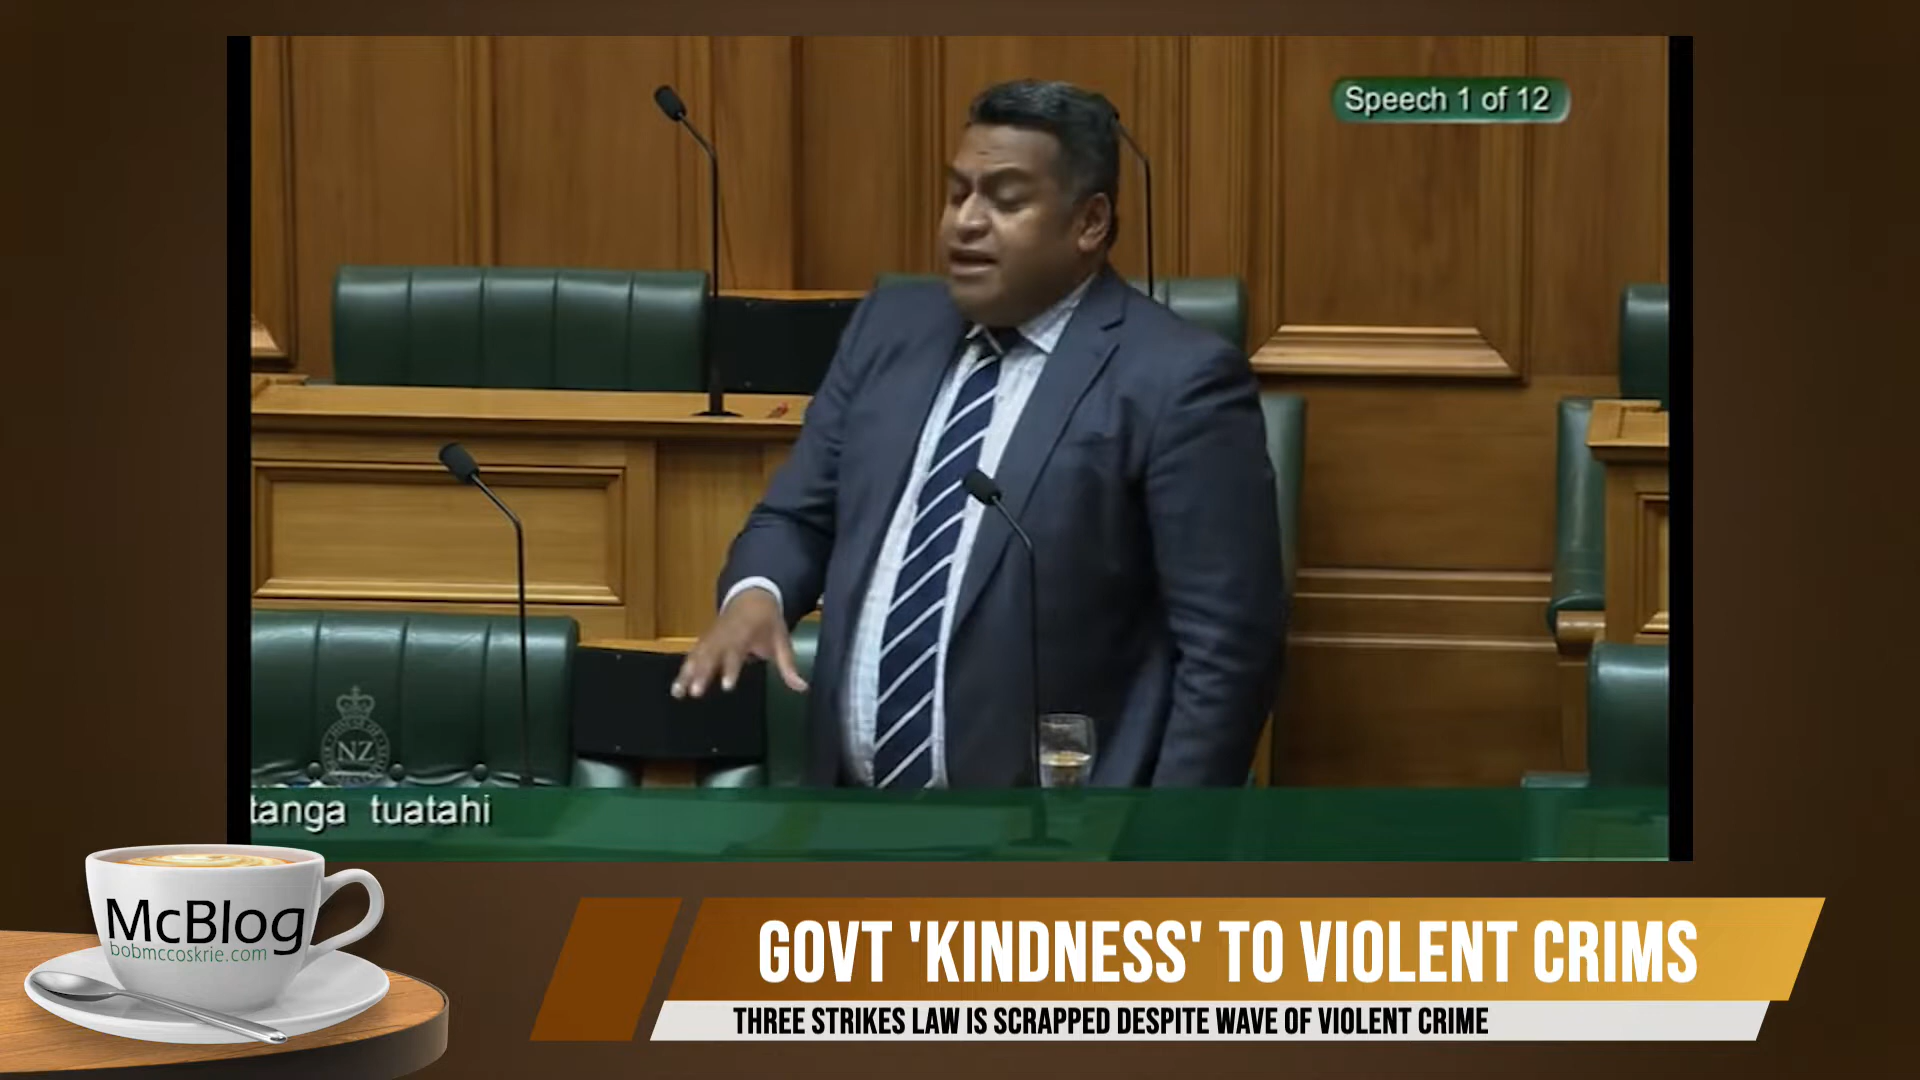 Speech 1 of 12
NZ
tanga tuatahi
McBlog
bobmccoskrie.com
GOVT 'KINDNESS' TO VIOLENT CRIMS
THREE STRIKES LAW IS SCRAPPED DESPITE WAVE OF VIOLENT CRIME